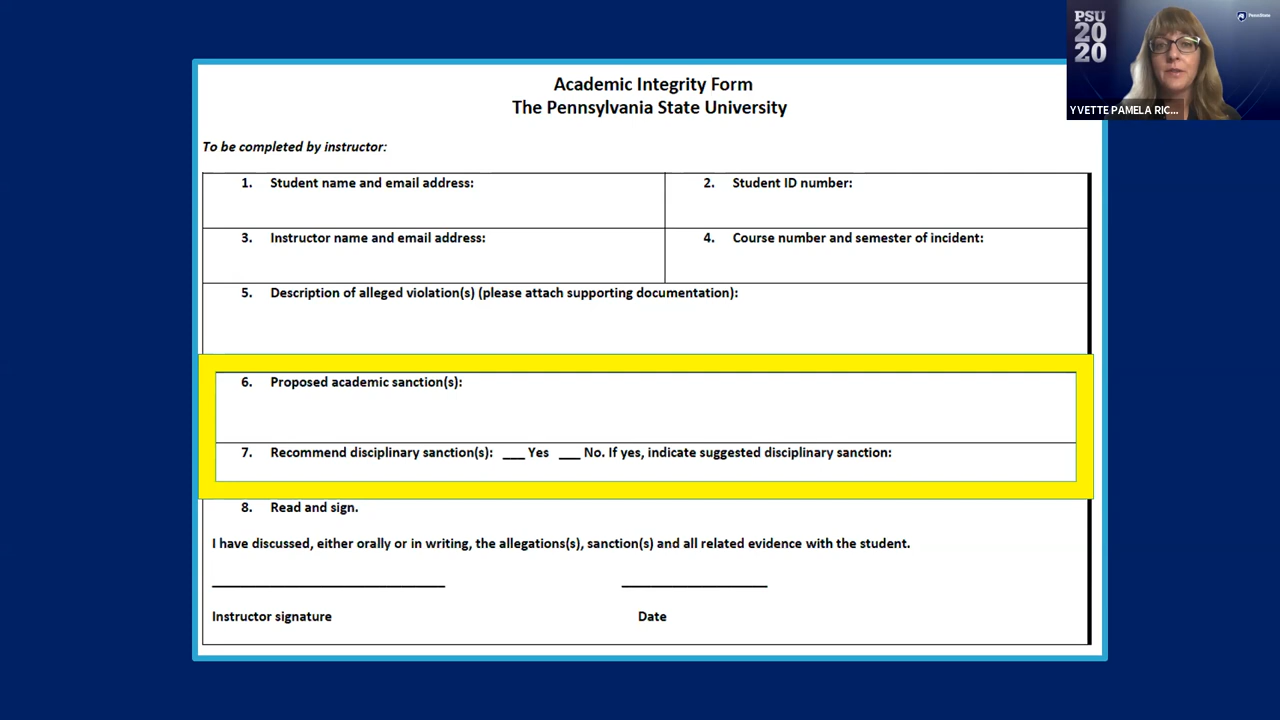 Academic Integrity Form
The Pennsylvania State University
To be completed by instructor:
1. Student name and email address:
2. Student ID number:
3. Instructor name and email address:
4. Course number and semester of incident:
5. Description of alleged violation(s) (please attach supporting documentation):
6. Proposed academic sanction(s):
7. Recommend disciplinary sanction(s): ___ Yes ___ No. If yes, indicate suggested disciplinary sanction:
8. Read and sign.
I have discussed, either orally or in writing, the allegations(s), sanction(s) and all related evidence with the student.
Instructor signature
Date
PSU
20
20
PennState
YVETTE PAMELA RIC...